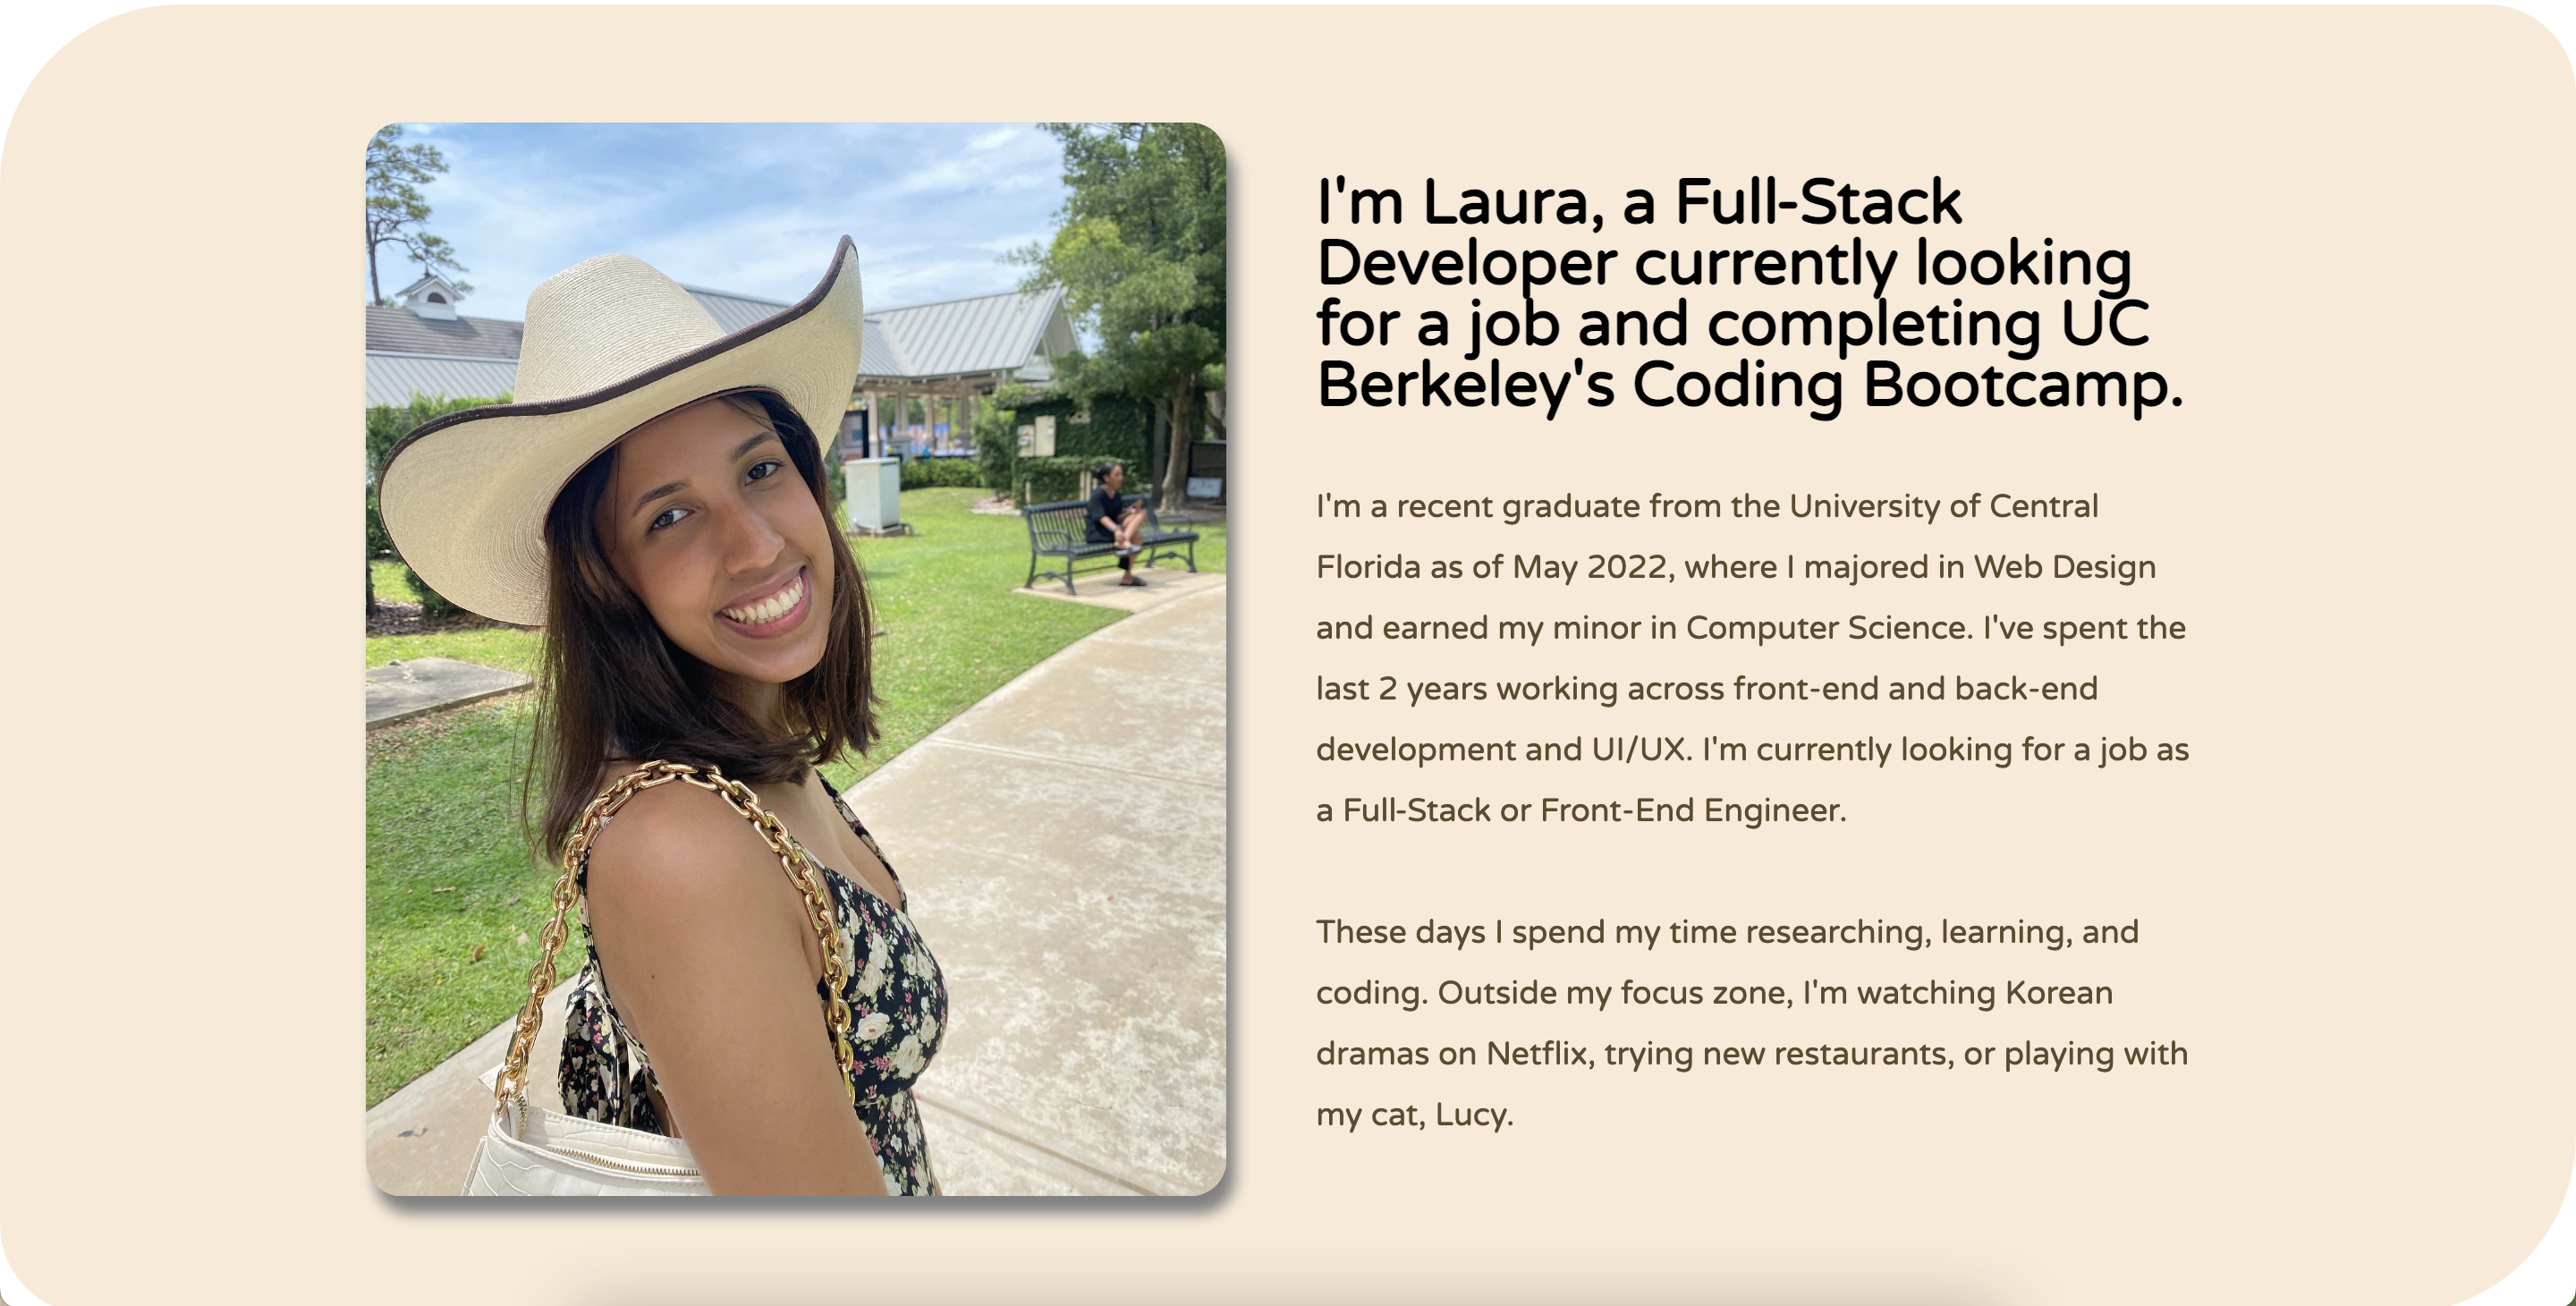 I'm Laura, a Full-Stack
Developer currently looking
for a job and completing UC
Berkeley's Coding Bootcamp.
I'm a recent graduate from the University of Central
Florida as of May 2022, where I majored in Web Design
and earned my minor in Computer Science. I've spent the
last 2 years working across front-end and back-end
development and UI/UX. I'm currently looking for a job as
a Full-Stack or Front-End Engineer.
These days I spend my time researching, learning, and
coding. Outside my focus zone, I'm watching Korean
dramas on Netflix, trying new restaurants, or playing with
my cat, Lucy.